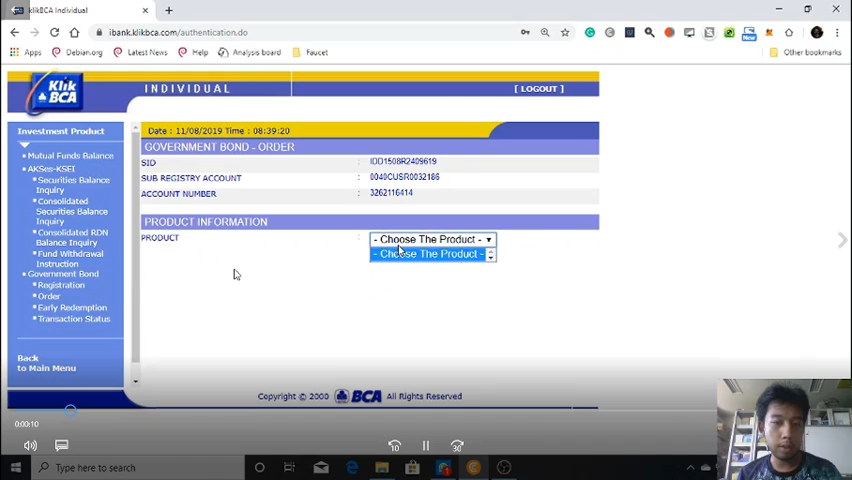 klikBCA Individual
ibank.klikbca.com/authentication.do
Apps
Debian.org
Latest News
Help
Analysis board
Faucet
New
Other bookmarks
Klik BCA
INDIVIDUAL
[ LOGOUT ]
Investment Product
Mutual Funds Balance
AKSes-KSEI
Securities Balance
Inquiry
Consolidated
Securities Balance
Inquiry
Consolidated RDN
Balance Inquiry
Fund Withdrawal
Instruction
Government Bond
Registration
Order
Early Redemption
Transaction Status
Back
to Main Menu
Date : 11/08/2019 Time : 08:39:20
GOVERNMENT BOND - ORDER
SID : IDD1508R2409619
SUB REGISTRY ACCOUNT : 0040CUSR0032186
ACCOUNT NUMBER : 3262116414
PRODUCT INFORMATION
PRODUCT : - Choose The Product -
- Choose The Product -
Copyright © 2000 BCA All Rights Reserved
0:00:10
10
30
Type here to search